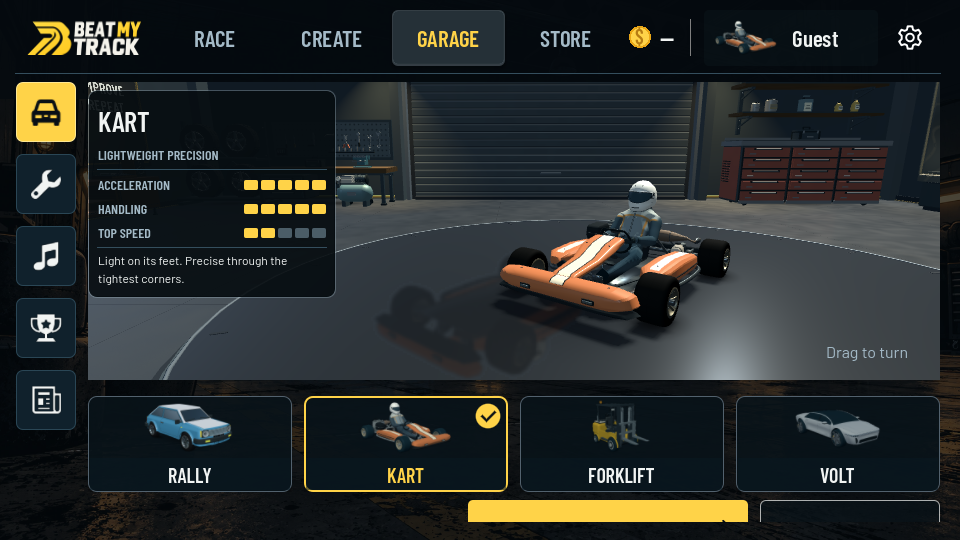 BEAT MY
TRACK
RACE
CREATE
GARAGE
STORE
$ –
Guest
KART
LIGHTWEIGHT PRECISION
ACCELERATION
HANDLING
TOP SPEED
Light on its feet. Precise through the
tightest corners.
Drag to turn
RALLY
KART
FORKLIFT
VOLT